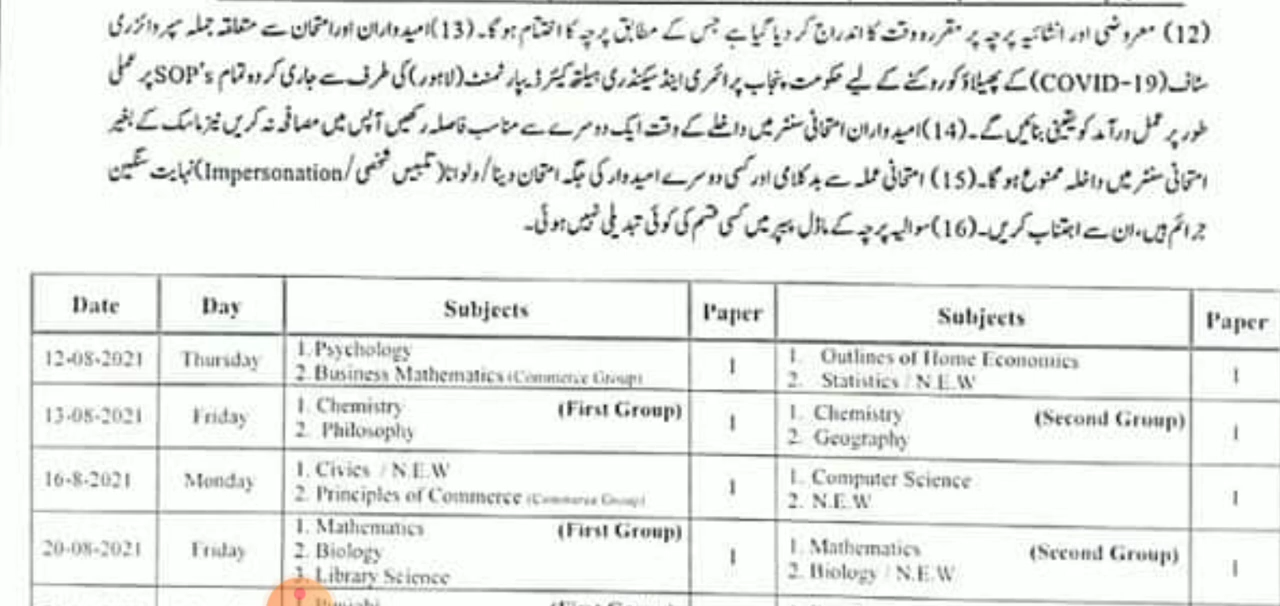 (12) معروضی اور انشائیہ پرچہ پر مقررہ وقت کا اندراج کر دیا گیا ہے جس کے مطابق پرچہ کا اختتام ہو گا۔(13)امیدواران اور امتحان سے متعلقہ جملہ سپروائزری
سٹاف(COVID-19)کے پھیلاؤ کو روکنے کے لیے حکومت پنجاب پرائمری اینڈ سیکنڈری ہیلتھ کیئر ڈیپارٹمنٹ(لاہور)کی طرف سے جاری کردہ تمام SOP's پر عملی
طور پر عمل درآمد کو یقینی بنائیں گے۔(14)امیدواران امتحانی سنٹر میں داخلے کے وقت ایک دوسرے سے مناسب فاصلہ رکھیں آپس میں مصافحہ نہ کریں نیز ماسک کے بغیر
امتحانی سنٹر میں داخلہ ممنوع ہو گا۔(15) امتحانی عملہ سے بدکلامی اور کسی دوسرے امیدوار کی جگہ امتحان دینا/دلوانا(تلبیس شخصی/Impersonation)نہایت سنگین
جرائم ہیں،ان سے اجتناب کریں۔(16)سوالیہ پرچہ کے ماڈل پیپر میں کسی قسم کی کوئی تبدیلی نہیں ہوئی۔
Date Day Subjects Paper Subjects Paper
12-08-2021 Thursday 1. Psychology 1 1. Outlines of Home Economics 1
2. Business Mathematics (Commerce Group) 2. Statistics / N.E.W
13-08-2021 Friday 1. Chemistry (First Group) 1 1. Chemistry (Second Group) 1
2. Philosophy 2. Geography
16-8-2021 Monday 1. Civics / N.E.W 1 1. Computer Science 1
2. Principles of Commerce (Commerce Group) 2. N.E.W
20-08-2021 Friday 1. Mathematics (First Group) 1 1. Mathematics (Second Group) 1
2. Biology 2. Biology / N.E.W
3. Library Science